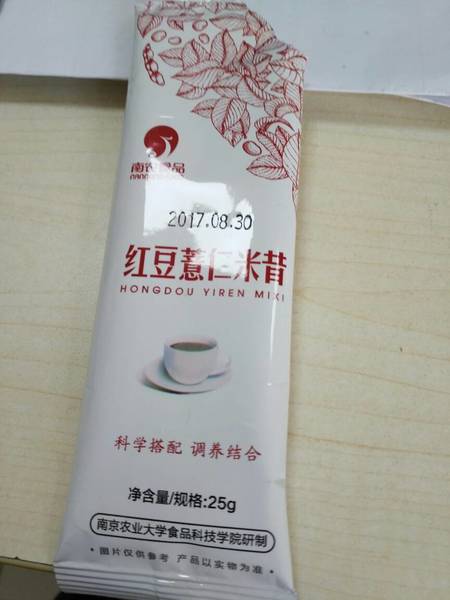 南农食品
2017.08.30
红豆薏仁米昔
HONGDOU YIREN MIXI
科学搭配 调养结合
净含量/规格:25g
南京农业大学食品科技学院研制
·图片仅供参考 产品以实物为准·